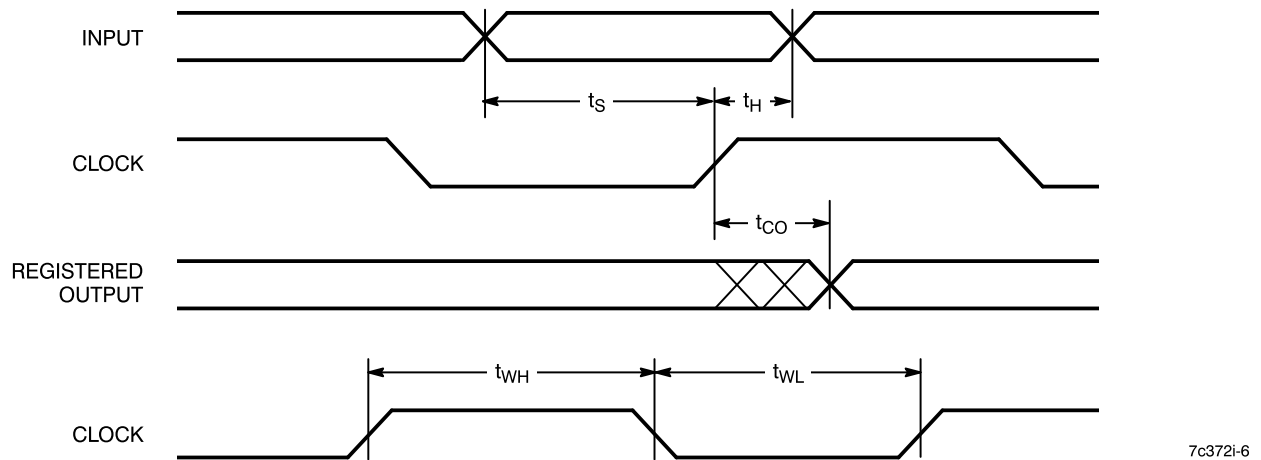 INPUT
tS
tH
CLOCK
tCO
REGISTERED
OUTPUT
tWH
tWL
CLOCK
7c372i-6